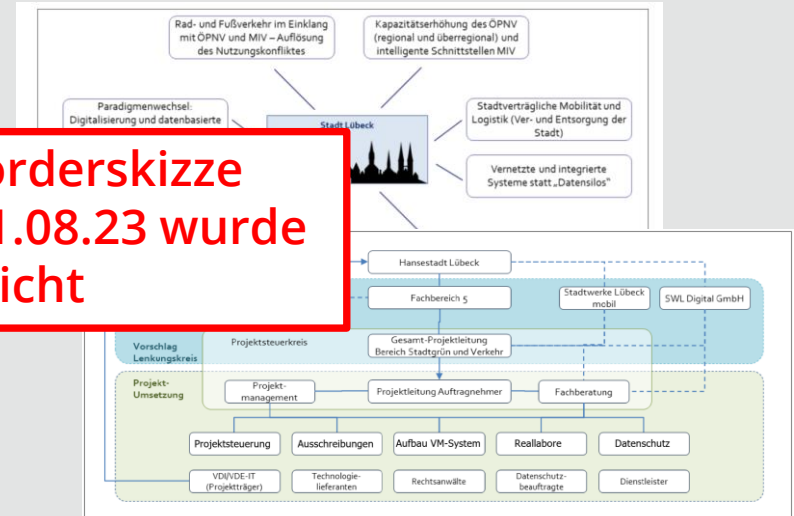 Rad- und Fußverkehr im Einklang
mit ÖPNV und MIV – Auflösung
des Nutzungskonfliktes
Kapazitätserhöhung des ÖPNV
(regional und überregional) und
intelligente Schnittstellen MIV
Paradigmenwechsel:
Digitalisierung und datenbasierte
Stadt Lübeck
Stadtverträgliche Mobilität und
Logistik (Ver- und Entsorgung der
Stadt)
Vernetzte und integrierte
Systeme statt „Datensilos"
orderskizze
1.08.23 wurde
icht
Hansestadt Lübeck
Fachbereich 5
Stadtwerke Lübeck
mobil
SWL Digital GmbH
Vorschlag
Lenkungskreis
Projektsteuerkreis
Gesamt-Projektleitung
Bereich Stadtgrün und Verkehr
Projekt-
Umsetzung
Projekt-
management
Projektleitung Auftragnehmer
Fachberatung
Projektsteuerung
Ausschreibungen
Aufbau VM-System
Reallabore
Datenschutz
VDI/VDE-IT
(Projektträger)
Technologie-
lieferanten
Rechtsanwälte
Datenschutz-
beauftragte
Dienstleister